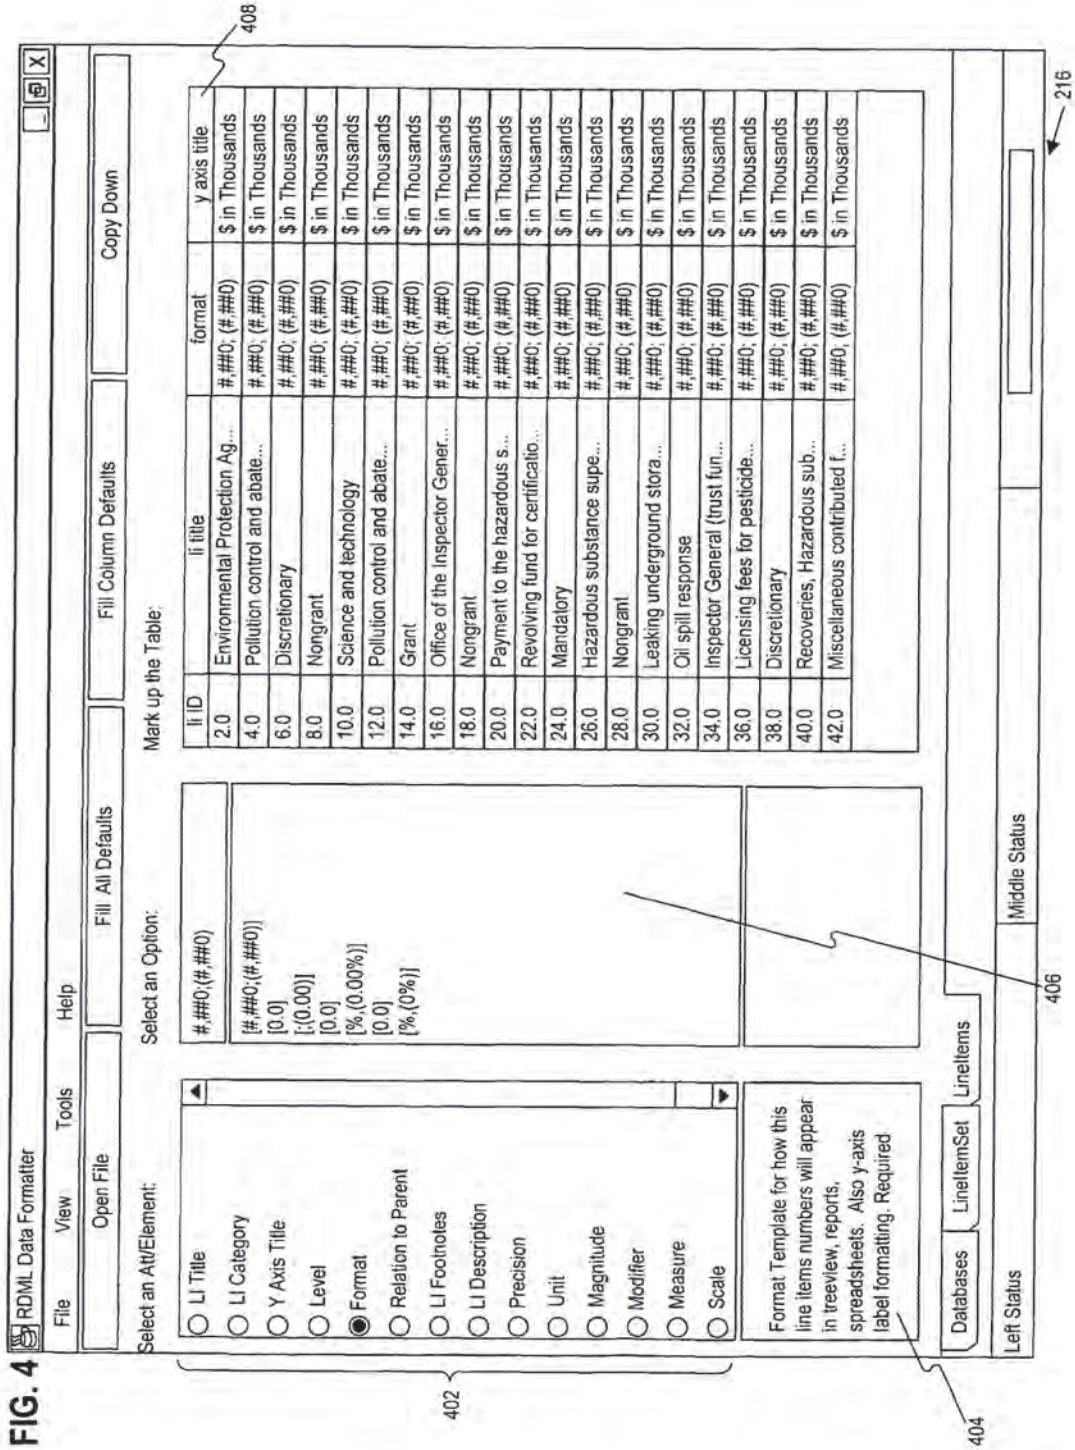 FIG. 4
RDML Data Formatter
File View Tools Help
Open File
Fill All Defaults
Fill Column Defaults
Copy Down
Select an Att/Element:
LI Title
LI Category
Y Axis Title
Level
Format
Relation to Parent
LI Footnotes
LI Description
Precision
Unit
Magnitude
Modifier
Measure
Scale
402
Format Template for how this
line items numbers will appear
in treeview, reports,
spreadsheets. Also y-axis
label formatting. Required
404
Select an Option:
#,##0;(#,##0)
[#,##0;(#,##0)]
[0.0]
[;(0.00)]
[0.0]
[%,(0.00%)]
[0.0]
[%,(0%)]
406
Mark up the Table:
li ID li title format y axis title
2.0 Environmental Protection Ag... #,##0; (#,##0) $ in Thousands
4.0 Pollution control and abate... #,##0; (#,##0) $ in Thousands
6.0 Discretionary #,##0; (#,##0) $ in Thousands
8.0 Nongrant #,##0; (#,##0) $ in Thousands
10.0 Science and technology #,##0; (#,##0) $ in Thousands
12.0 Pollution control and abate... #,##0; (#,##0) $ in Thousands
14.0 Grant #,##0; (#,##0) $ in Thousands
16.0 Office of the Inspector Gener... #,##0; (#,##0) $ in Thousands
18.0 Nongrant #,##0; (#,##0) $ in Thousands
20.0 Payment to the hazardous s... #,##0; (#,##0) $ in Thousands
22.0 Revolving fund for certificatio... #,##0; (#,##0) $ in Thousands
24.0 Mandatory #,##0; (#,##0) $ in Thousands
26.0 Hazardous substance supe... #,##0; (#,##0) $ in Thousands
28.0 Nongrant #,##0; (#,##0) $ in Thousands
30.0 Leaking underground stora... #,##0; (#,##0) $ in Thousands
32.0 Oil spill response #,##0; (#,##0) $ in Thousands
34.0 Inspector General (trust fun... #,##0; (#,##0) $ in Thousands
36.0 Licensing fees for pesticide... #,##0; (#,##0) $ in Thousands
38.0 Discretionary #,##0; (#,##0) $ in Thousands
40.0 Recoveries, Hazardous sub... #,##0; (#,##0) $ in Thousands
42.0 Miscellaneous contributed f... #,##0; (#,##0) $ in Thousands
408
Databases LineItemSet LineItems
Left Status
Middle Status
216